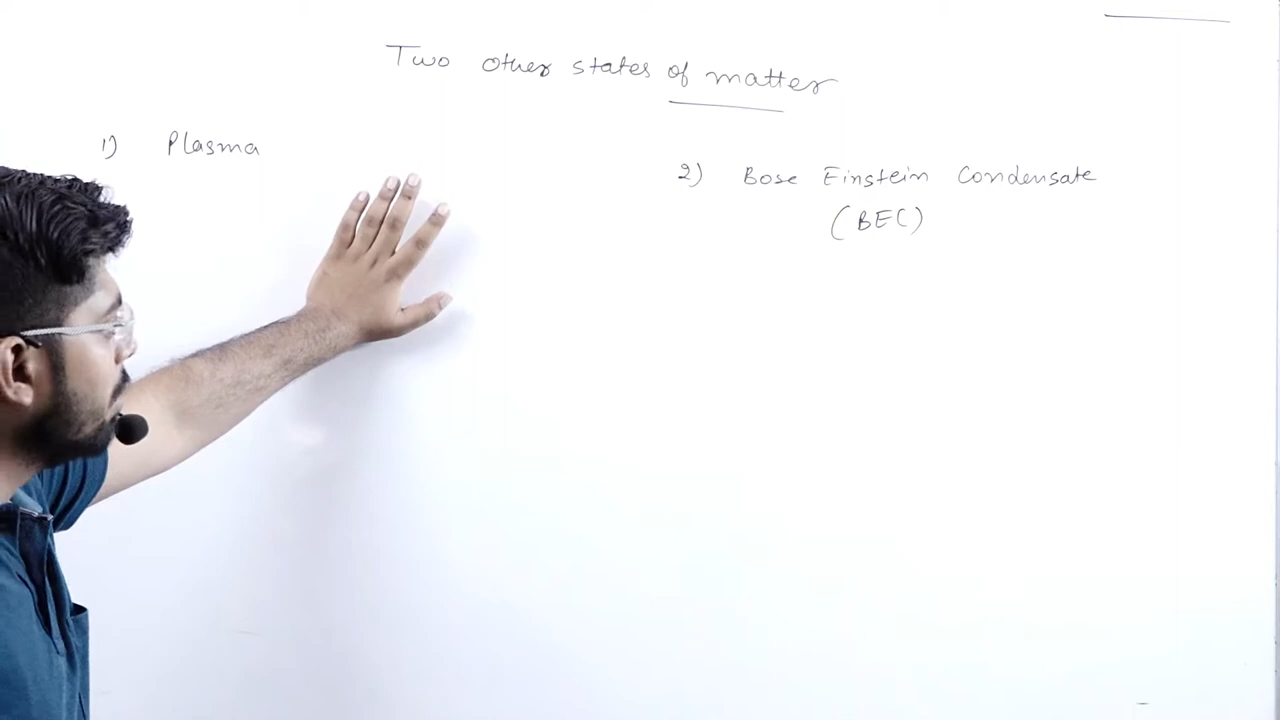 Two other states of matter
1) Plasma
2) Bose Einstein Condensate
(BEC)